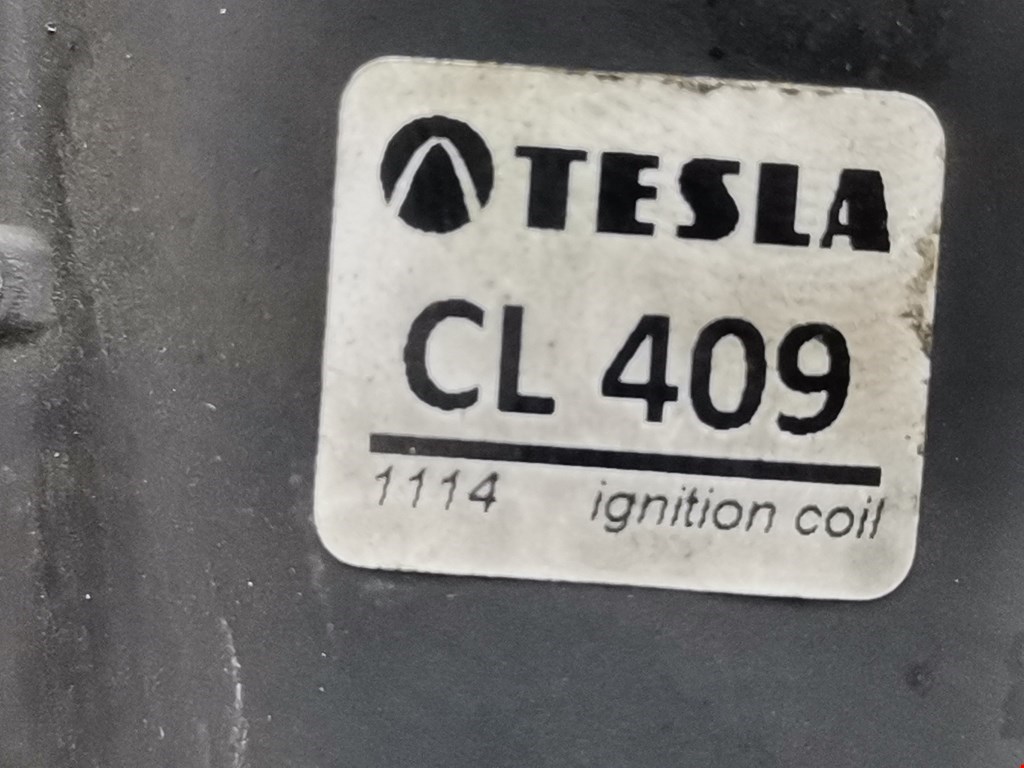 TESLA
CL 409
1114 ignition coil